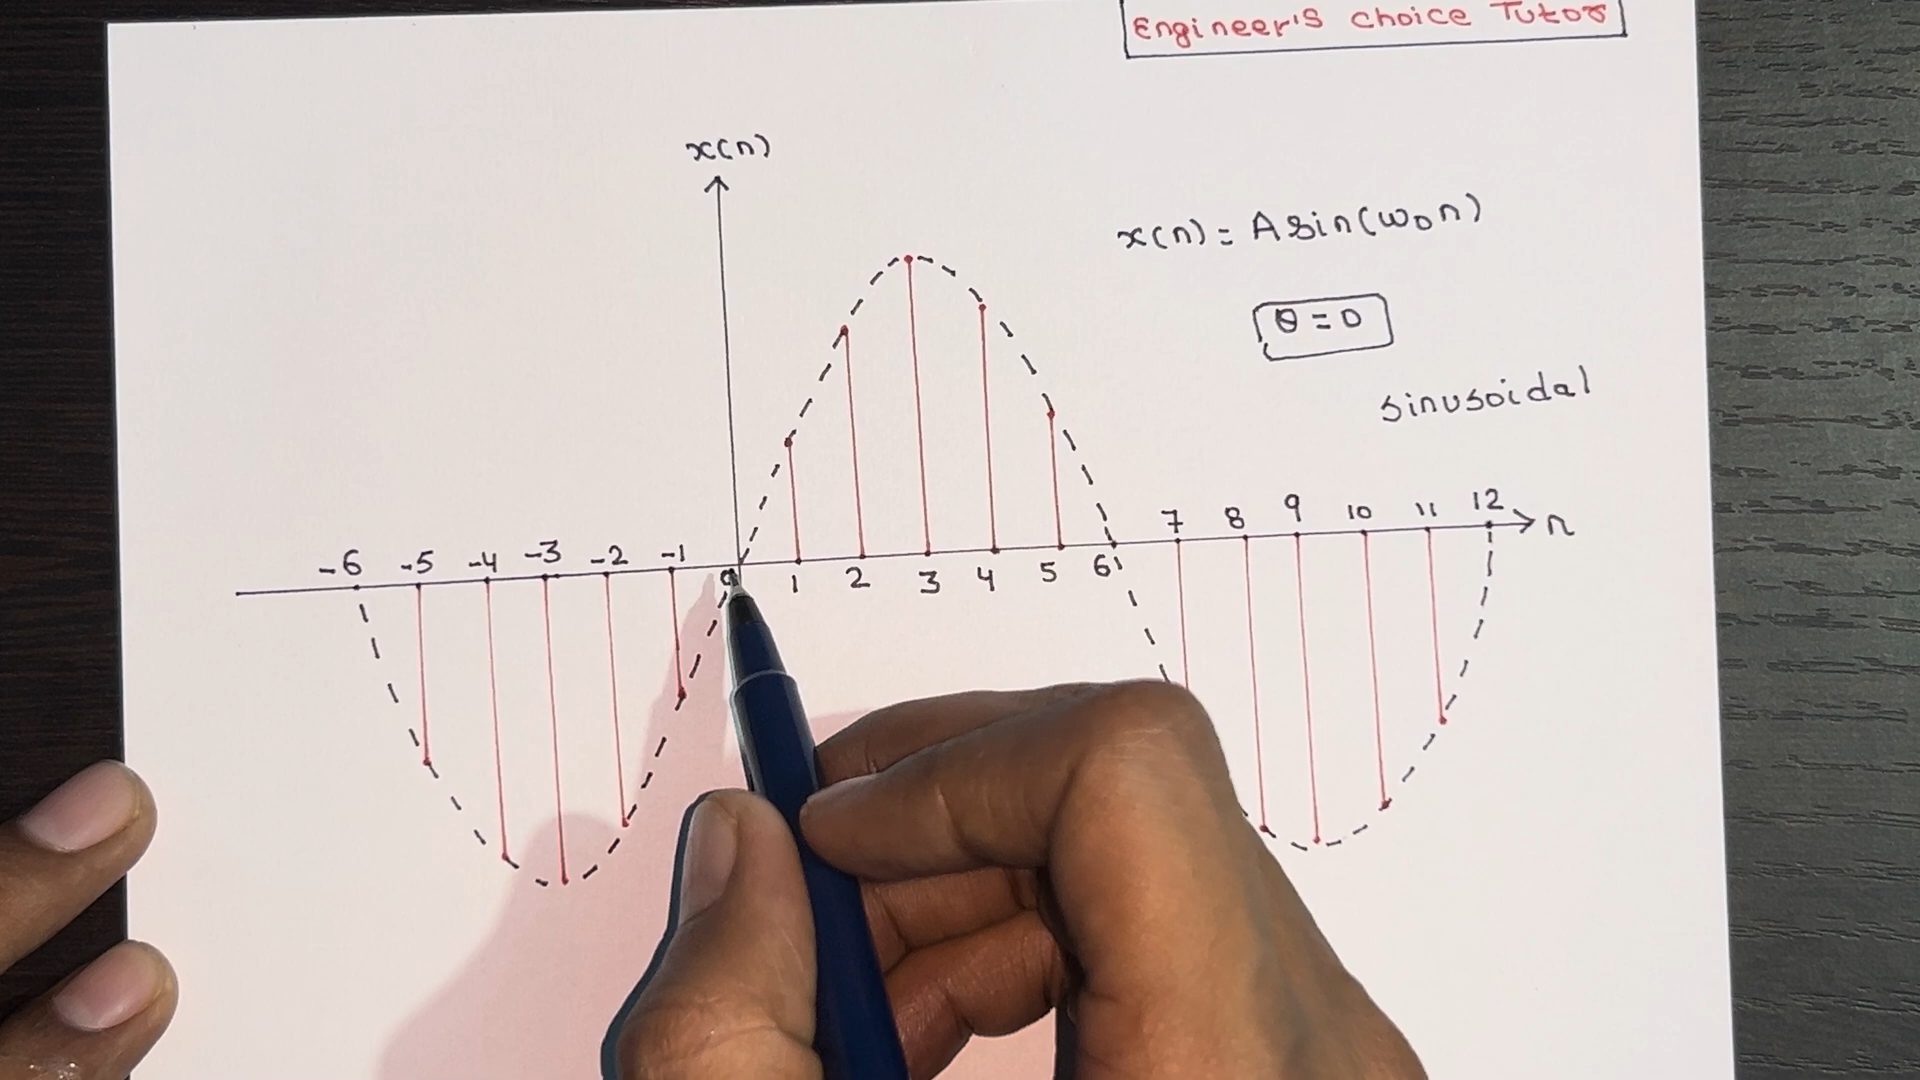 Engineer's choice Tutor
x(n)
x(n) = A sin(ω0n)
θ = 0
sinusoidal
7 8 9 10 11 12 n
-6 -5 -4 -3 -2 -1
0 1 2 3 4 5 6